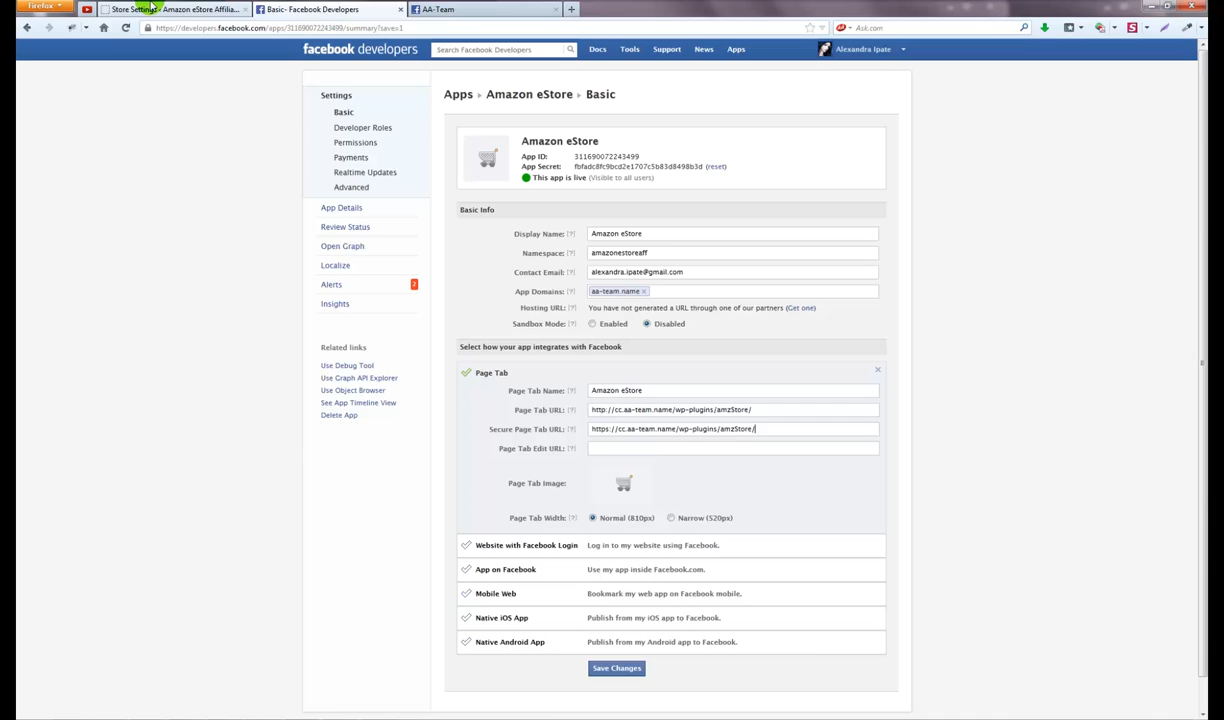 Firefox
Store Settings - Amazon eStore Affilia...
Basic- Facebook Developers
AA-Team
https://developers.facebook.com/apps/311690072243499/summary?save=1
Ask.com
facebook developers
Search Facebook Developers
Docs
Tools
Support
News
Apps
Alexandra Ipate
Settings
Basic
Developer Roles
Permissions
Payments
Realtime Updates
Advanced
App Details
Review Status
Open Graph
Localize
Alerts 2
Insights
Related links
Use Debug Tool
Use Graph API Explorer
Use Object Browser
See App Timeline View
Delete App
Apps ▸ Amazon eStore ▸ Basic
Amazon eStore
App ID: 311690072243499
App Secret: fbfadc8fc9bcd2e1707c5b83d8498b3d (reset)
This app is live (Visible to all users)
Basic Info
Display Name: [?] Amazon eStore
Namespace: [?] amazonestoreaff
Contact Email: [?] alexandra.ipate@gmail.com
App Domains: [?] aa-team.name ×
Hosting URL: [?] You have not generated a URL through one of our partners (Get one)
Sandbox Mode: [?] Enabled Disabled
Select how your app integrates with Facebook
Page Tab
Page Tab Name: [?] Amazon eStore
Page Tab URL: [?] http://cc.aa-team.name/wp-plugins/amzStore/
Secure Page Tab URL: [?] https://cc.aa-team.name/wp-plugins/amzStore/
Page Tab Edit URL: [?]
Page Tab Image:
Page Tab Width: [?] Normal (810px) Narrow (520px)
Website with Facebook Login Log in to my website using Facebook.
App on Facebook Use my app inside Facebook.com.
Mobile Web Bookmark my web app on Facebook mobile.
Native iOS App Publish from my iOS app to Facebook.
Native Android App Publish from my Android app to Facebook.
Save Changes